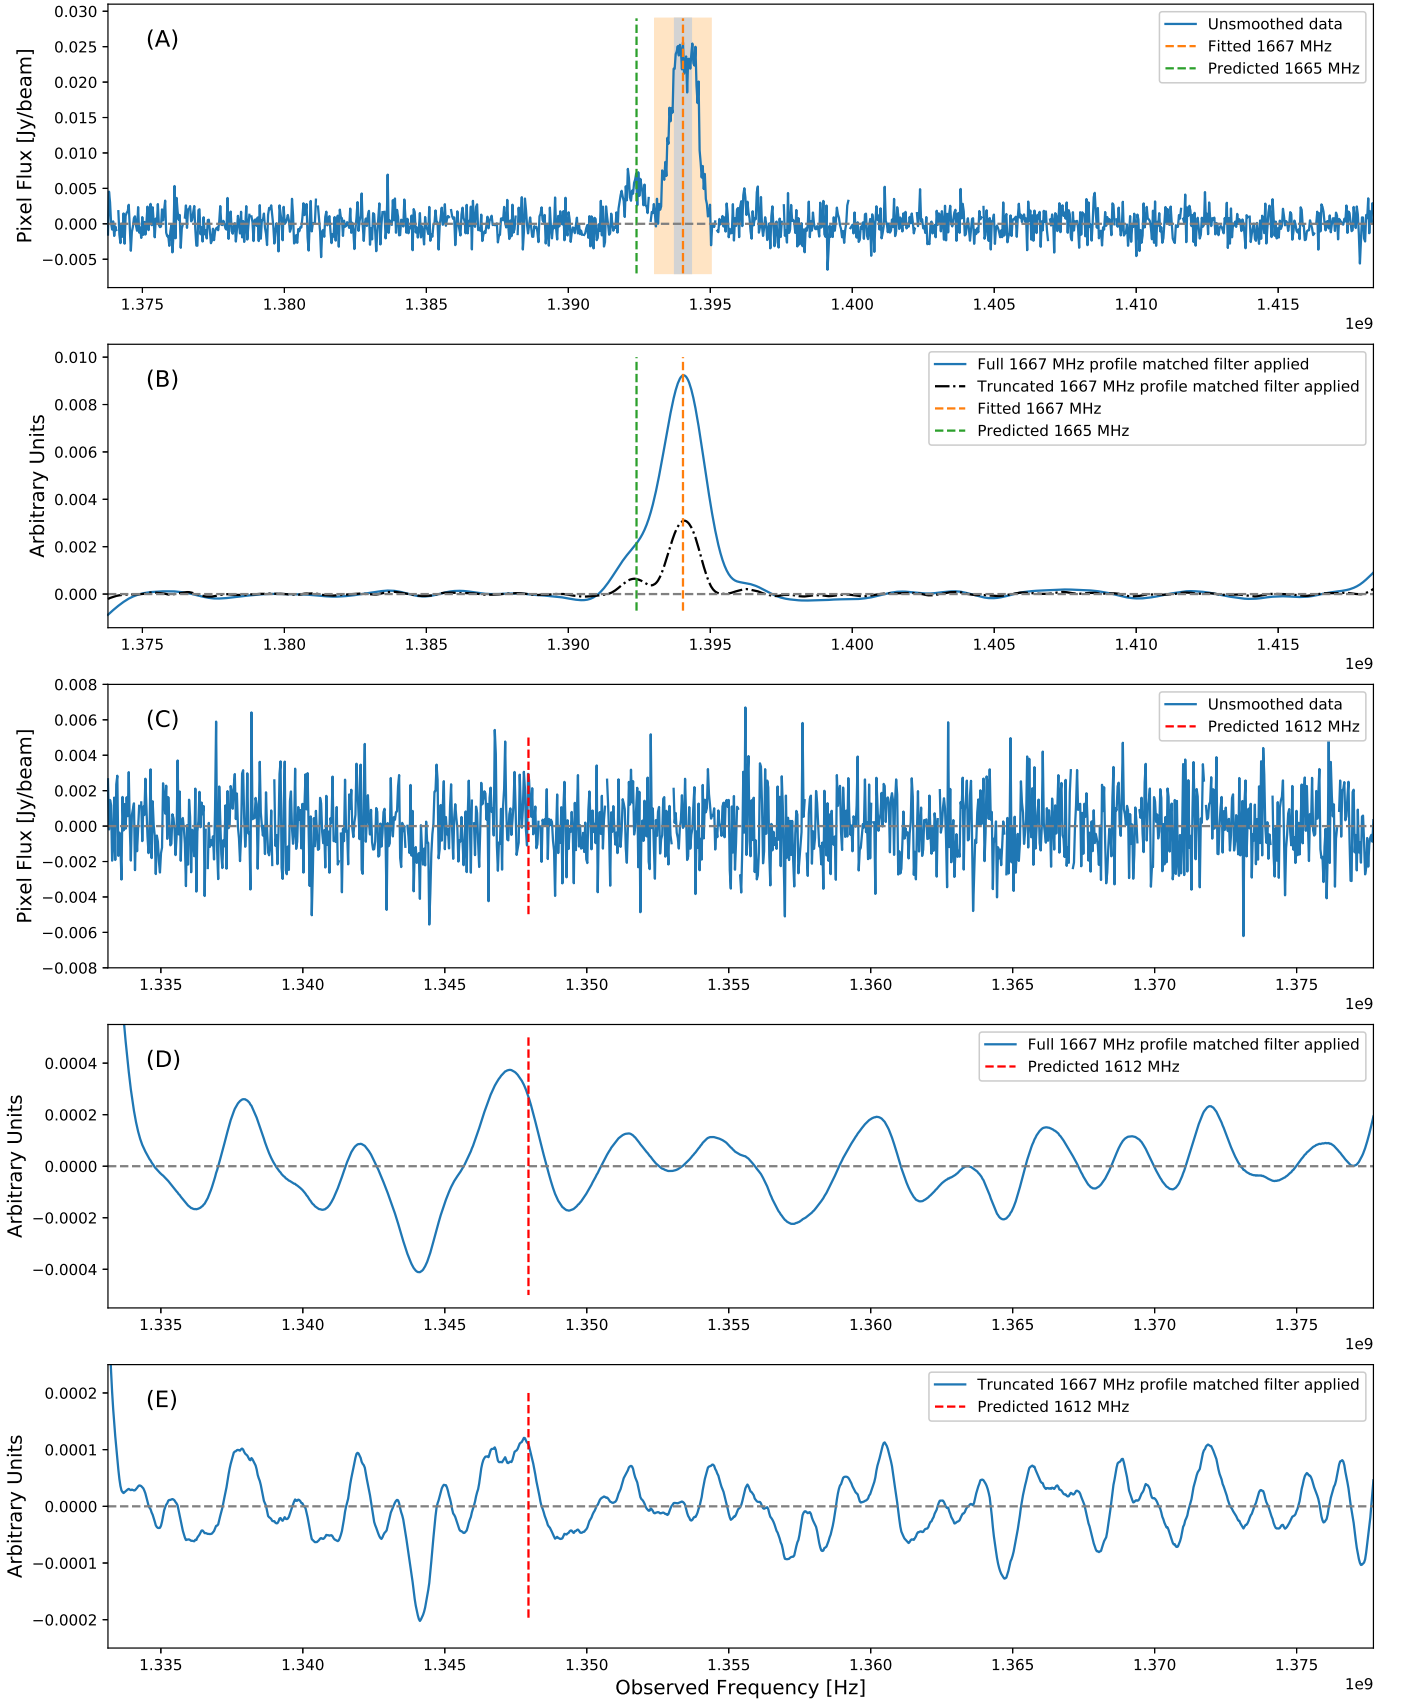 (A)
Unsmoothed data
Fitted 1667 MHz
Predicted 1665 MHz
Pixel Flux [Jy/beam]
0.030
0.025
0.020
0.015
0.010
0.005
0.000
−0.005
1.375 1.380 1.385 1.390 1.395 1.400 1.405 1.410 1.415
1e9
(B)
Full 1667 MHz profile matched filter applied
Truncated 1667 MHz profile matched filter applied
Fitted 1667 MHz
Predicted 1665 MHz
Arbitrary Units
0.010
0.008
0.006
0.004
0.002
0.000
1.375 1.380 1.385 1.390 1.395 1.400 1.405 1.410 1.415
1e9
(C)
Unsmoothed data
Predicted 1612 MHz
Pixel Flux [Jy/beam]
0.008
0.006
0.004
0.002
0.000
−0.002
−0.004
−0.006
−0.008
1.335 1.340 1.345 1.350 1.355 1.360 1.365 1.370 1.375
1e9
(D)
Full 1667 MHz profile matched filter applied
Predicted 1612 MHz
Arbitrary Units
0.0004
0.0002
0.0000
−0.0002
−0.0004
1.335 1.340 1.345 1.350 1.355 1.360 1.365 1.370 1.375
1e9
(E)
Truncated 1667 MHz profile matched filter applied
Predicted 1612 MHz
Arbitrary Units
0.0002
0.0001
0.0000
−0.0001
−0.0002
1.335 1.340 1.345 1.350 1.355 1.360 1.365 1.370 1.375
1e9
Observed Frequency [Hz]